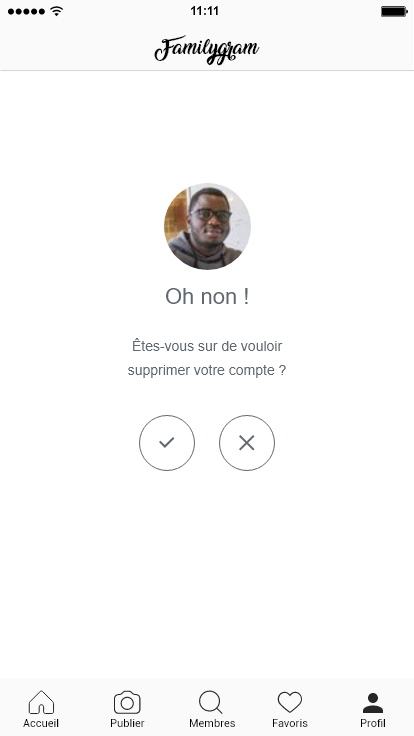 11:11
Familygram
Oh non !
Êtes-vous sur de vouloir
supprimer votre compte ?
Accueil Publier Membres Favoris Profil